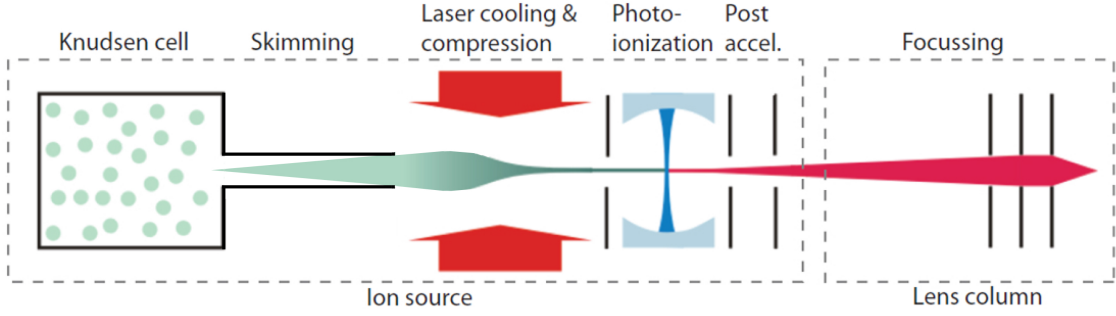 Knudsen cell
Skimming
Laser cooling &
compression
Photo-
ionization
Post
accel.
Focussing
Ion source
Lens column